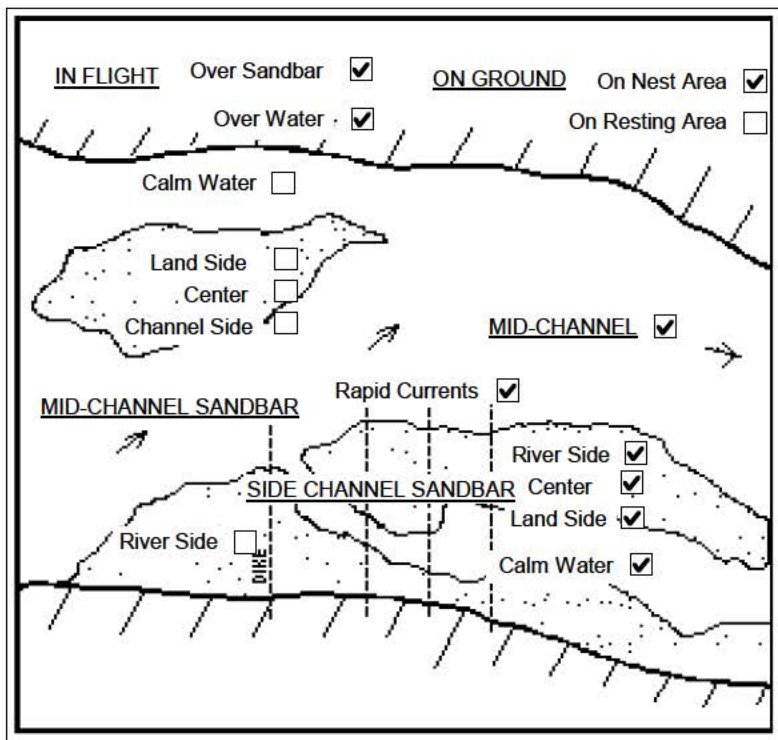 IN FLIGHT
Over Sandbar
ON GROUND
On Nest Area
Over Water
On Resting Area
Calm Water
Land Side
Center
Channel Side
MID-CHANNEL
Rapid Currents
MID-CHANNEL SANDBAR
River Side
SIDE CHANNEL SANDBAR
Center
Land Side
River Side
DIKE
Calm Water